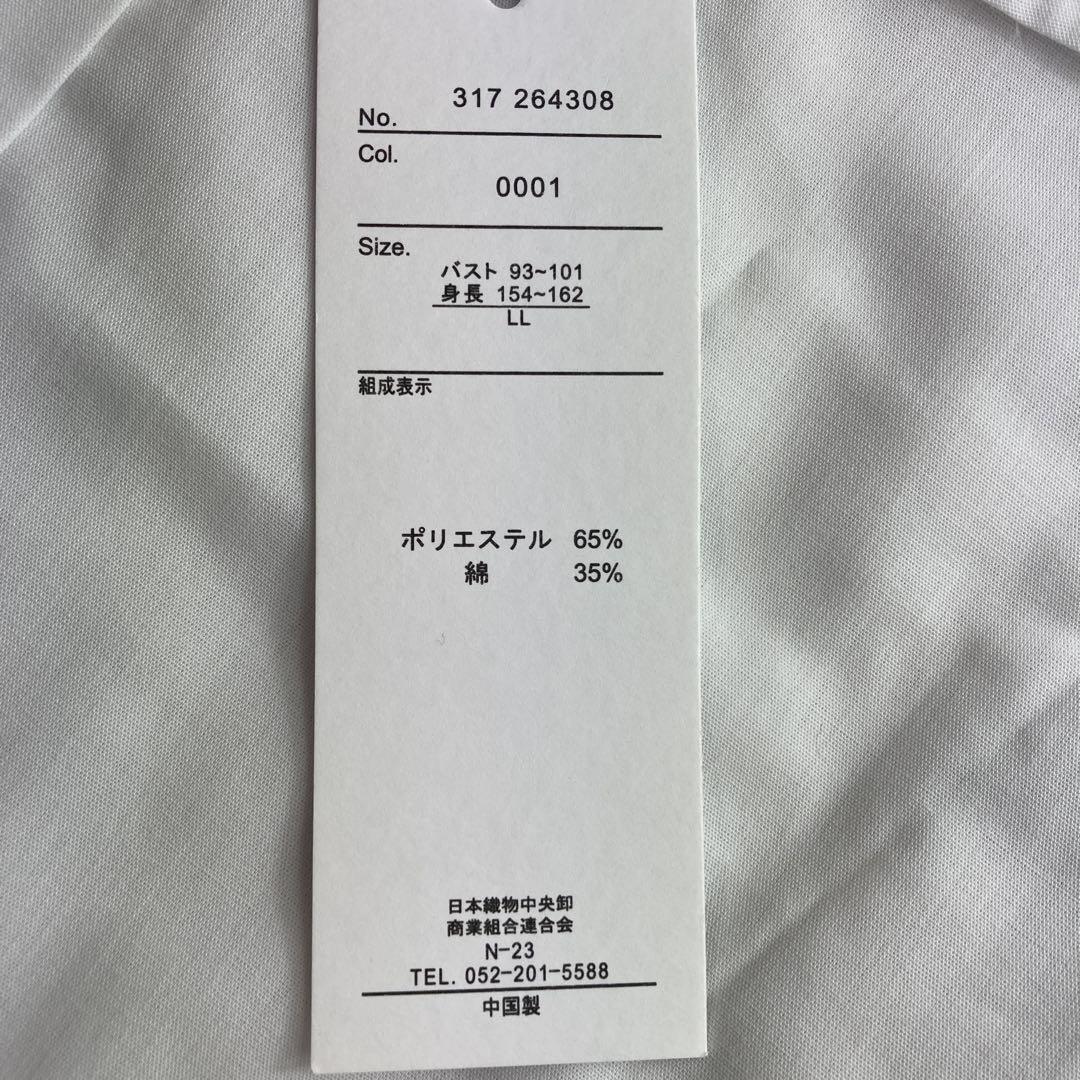 317 264308
No.
Col.
0001
Size.
バスト 93~101
身長 154~162
LL
組成表示
ポリエステル 65%
綿 35%
日本織物中央卸
商業組合連合会
N-23
TEL. 052-201-5588
中国製